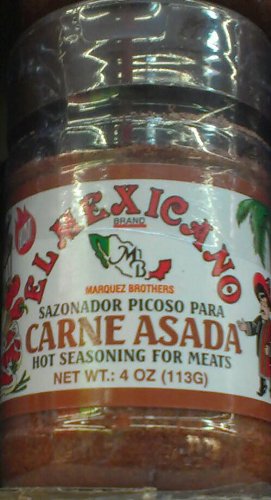 EL MEXICANO
BRAND
MB
MARQUEZ BROTHERS
SAZONADOR PICOSO PARA
CARNE ASADA
HOT SEASONING FOR MEATS
NET WT.: 4 OZ (113G)